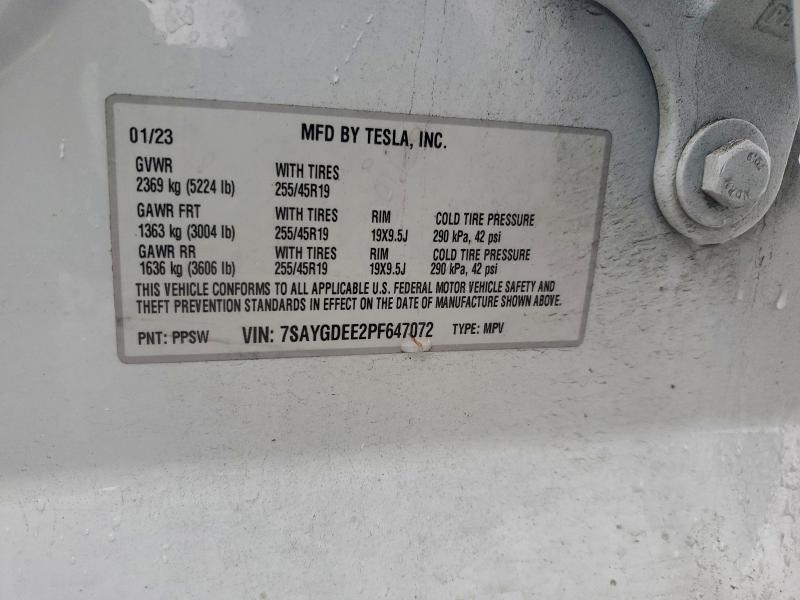 01/23 MFD BY TESLA, INC.
GVWR WITH TIRES
2369 kg (5224 lb) 255/45R19
GAWR FRT WITH TIRES RIM COLD TIRE PRESSURE
1363 kg (3004 lb) 255/45R19 19X9.5J 290 kPa, 42 psi
GAWR RR WITH TIRES RIM COLD TIRE PRESSURE
1636 kg (3606 lb) 255/45R19 19X9.5J 290 kPa, 42 psi
THIS VEHICLE CONFORMS TO ALL APPLICABLE U.S. FEDERAL MOTOR VEHICLE SAFETY AND
THEFT PREVENTION STANDARDS IN EFFECT ON THE DATE OF MANUFACTURE SHOWN ABOVE.
PNT: PPSW VIN: 7SAYGDEE2PF647072 TYPE: MPV